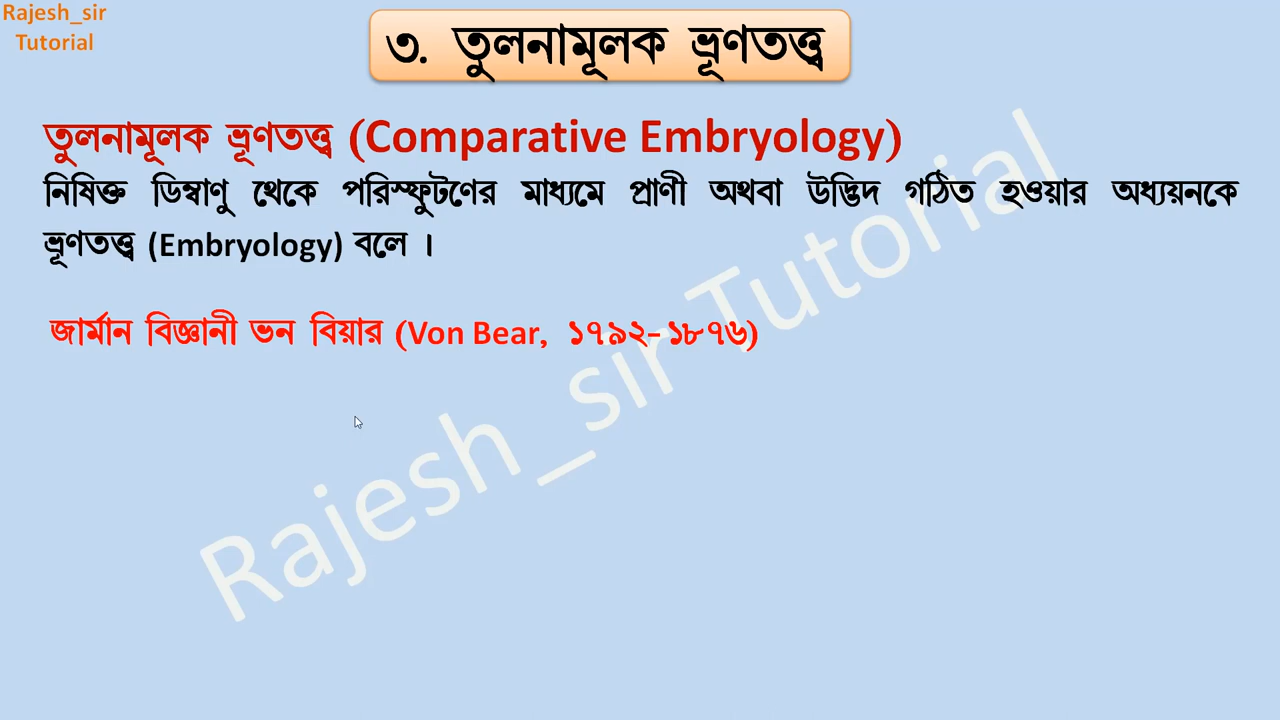 Rajesh_sir
Tutorial
৩. তুলনামূলক ভ্রূণতত্ত্ব
তুলনামূলক ভ্রূণতত্ত্ব (Comparative Embryology)
নিষিক্ত ডিম্বাণু থেকে পরিস্ফুটণের মাধ্যমে প্রাণী অথবা উদ্ভিদ গঠিত হওয়ার অধ্যয়নকে
ভ্রূণতত্ত্ব (Embryology) বলে ।
জার্মান বিজ্ঞানী ভন বিয়ার (Von Bear, ১৭৯২-১৮৭৬)
Rajesh_sir Tutorial